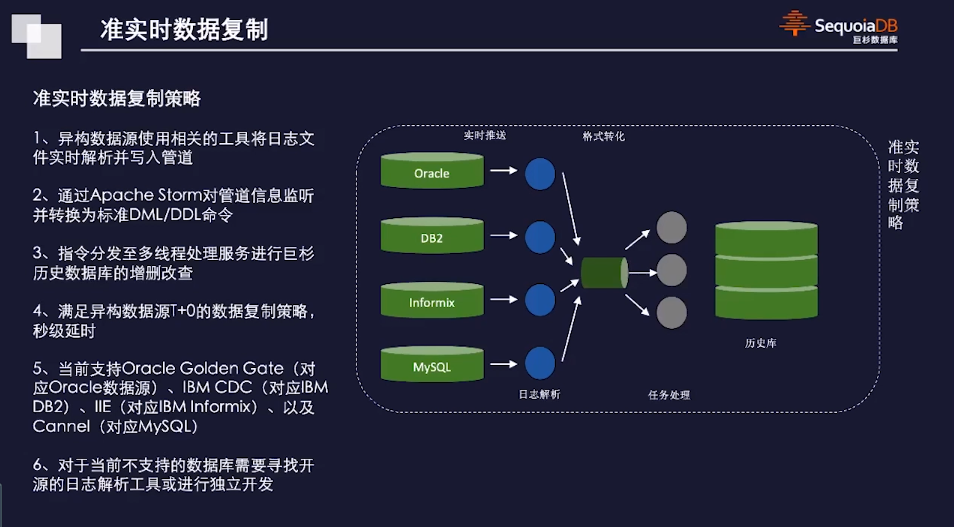 准实时数据复制
SequoiaDB
巨杉数据库
准实时数据复制策略
1、异构数据源使用相关的工具将日志文
件实时解析并写入管道
2、通过Apache Storm对管道信息监听
并转换为标准DML/DDL命令
3、指令分发至多线程处理服务进行巨杉
历史数据库的增删改查
4、满足异构数据源T+0的数据复制策略，
秒级延时
5、当前支持Oracle Golden Gate（对
应Oracle数据源）、IBM CDC（对应IBM
DB2）、IIE（对应IBM Informix）、以及
Cannel（对应MySQL）
6、对于当前不支持的数据库需要寻找开
源的日志解析工具或进行独立开发
实时推送
格式转化
Oracle
DB2
Informix
MySQL
日志解析
任务处理
历史库
准实
时数
据复
制策
略